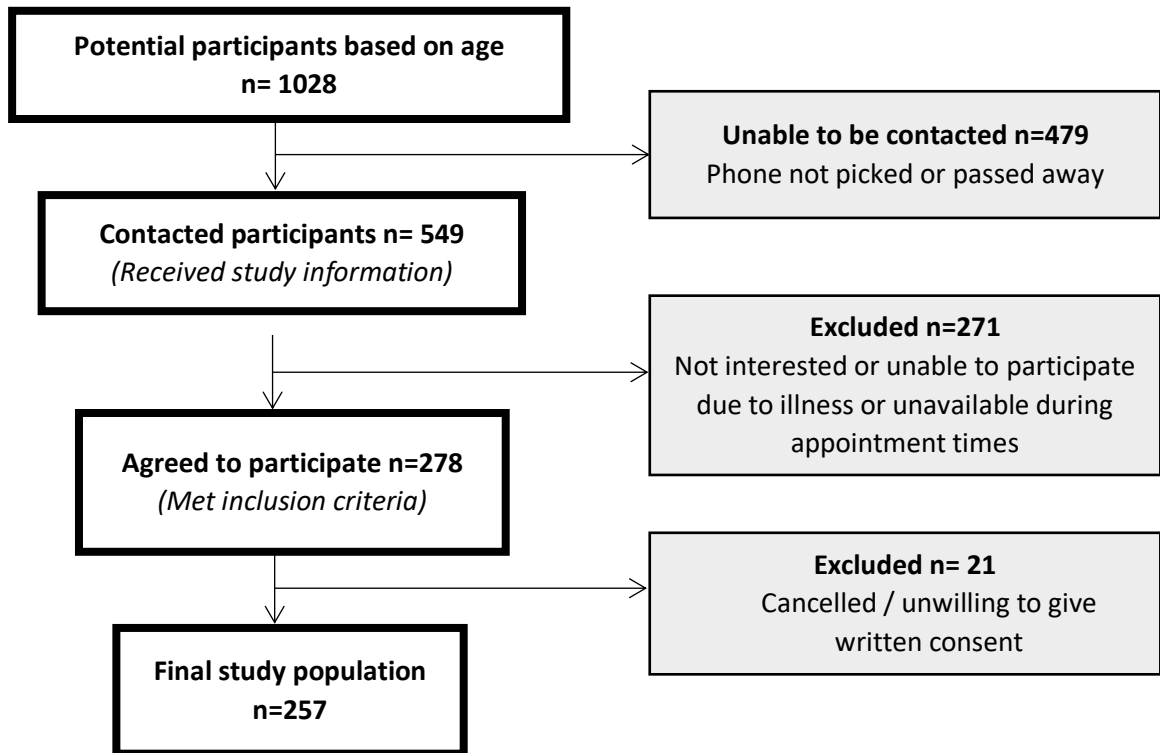 Potential participants based on age
n= 1028
Unable to be contacted n=479
Phone not picked or passed away
Contacted participants n= 549
(Received study information)
Excluded n=271
Not interested or unable to participate
due to illness or unavailable during
appointment times
Agreed to participate n=278
(Met inclusion criteria)
Excluded n= 21
Cancelled / unwilling to give
written consent
Final study population
n=257